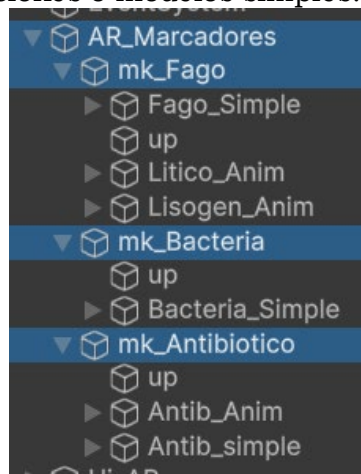 AR_Marcadores
mk_Fago
Fago_Simple
up
Litico_Anim
Lisogen_Anim
mk_Bacteria
up
Bacteria_Simple
mk_Antibiotico
up
Antib_Anim
Antib_simple